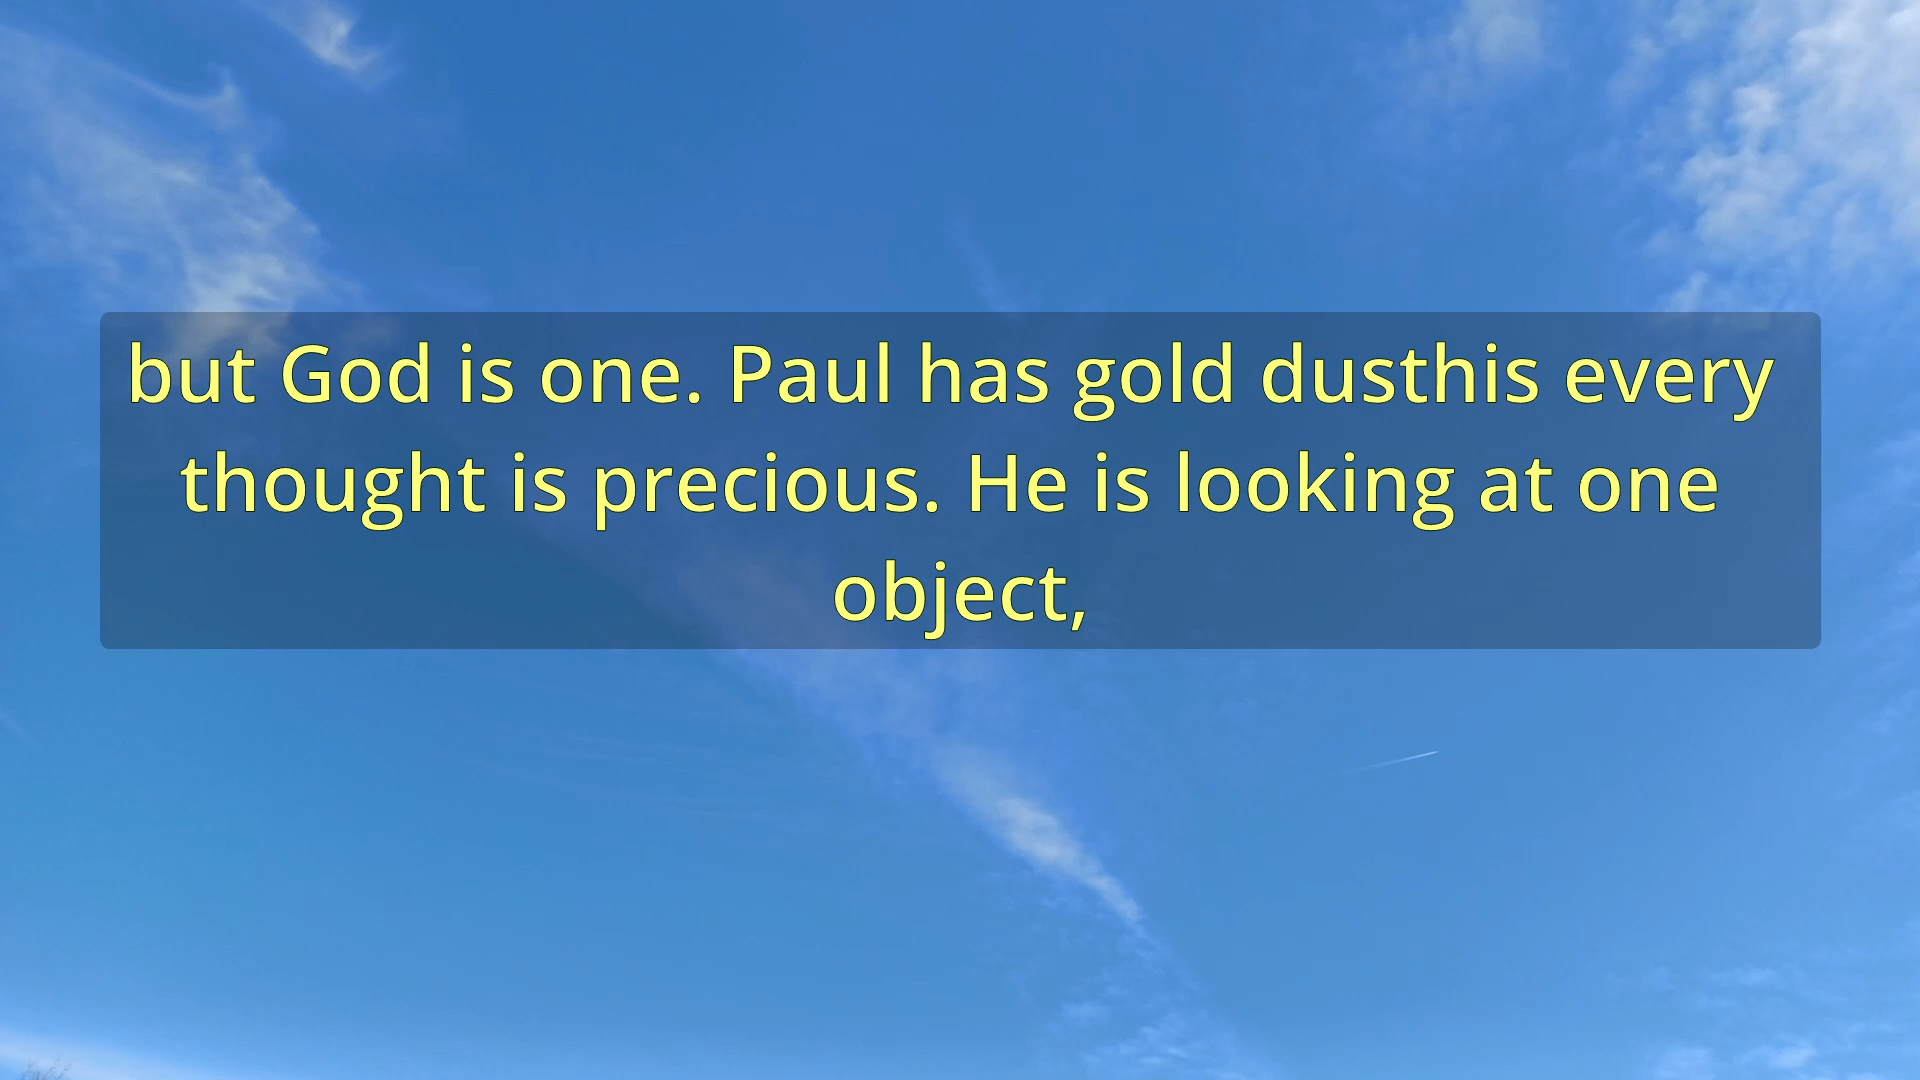 but God is one. Paul has gold dusthis every
thought is precious. He is looking at one
object,